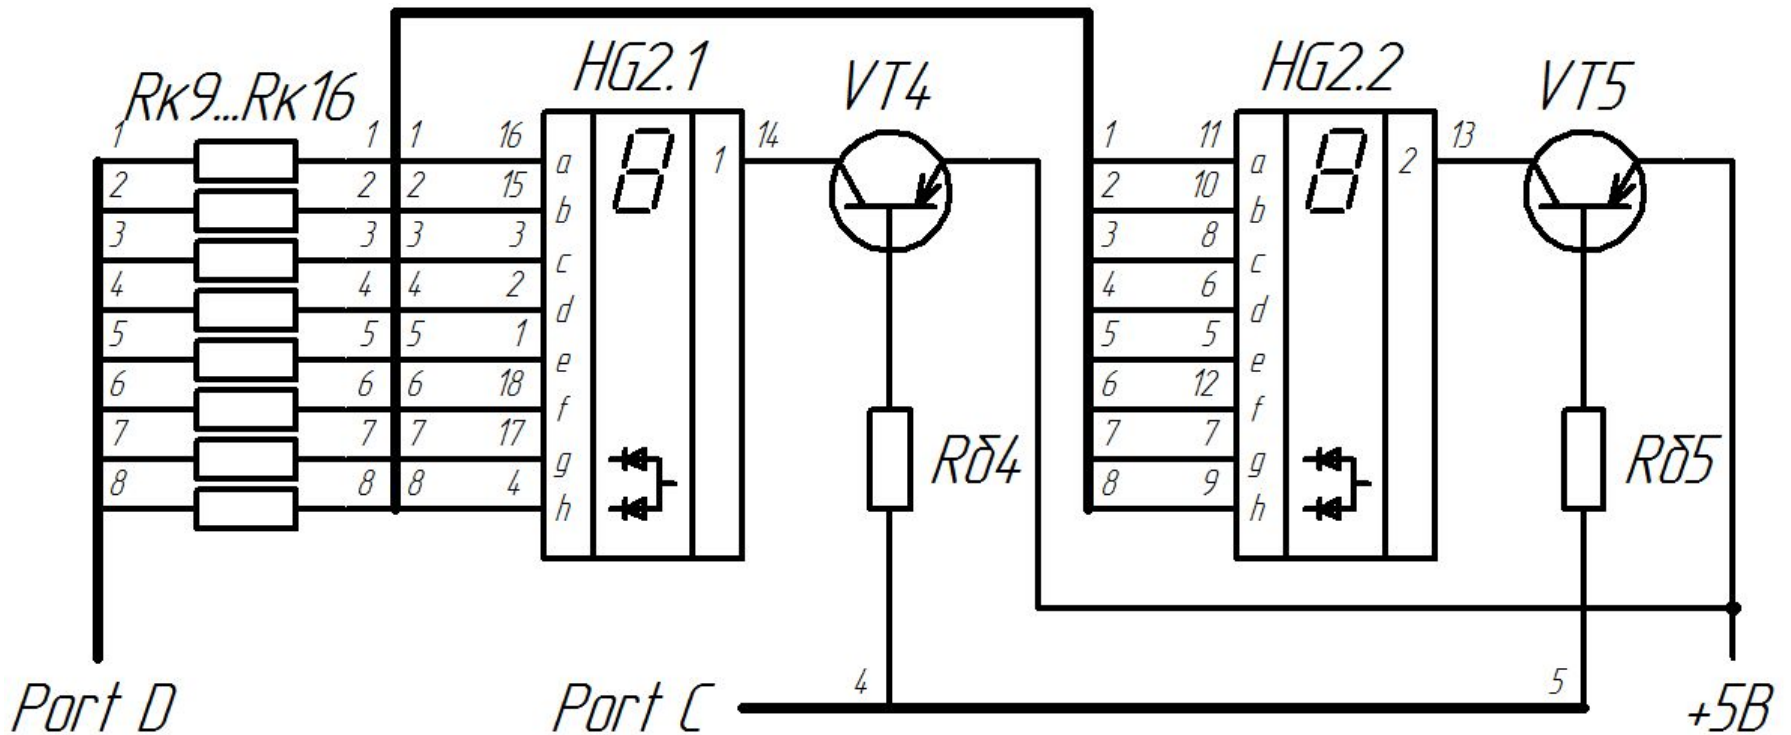 HG2.1 VT4 HG2.2 VT5
Rк9...Rк16
1 1 1 16 a 1 14 1 11 a 2 13
2 2 2 15 b 2 10 b
3 3 3 3 c 3 8 c
4 4 4 2 d 4 6 d
5 5 5 1 e 5 5 e
6 6 6 18 f 6 12 f
7 7 7 17 g 7 7 g
8 8 8 4 h 8 9 h
Rδ4 Rδ5
4 5
Port D Port C +5В